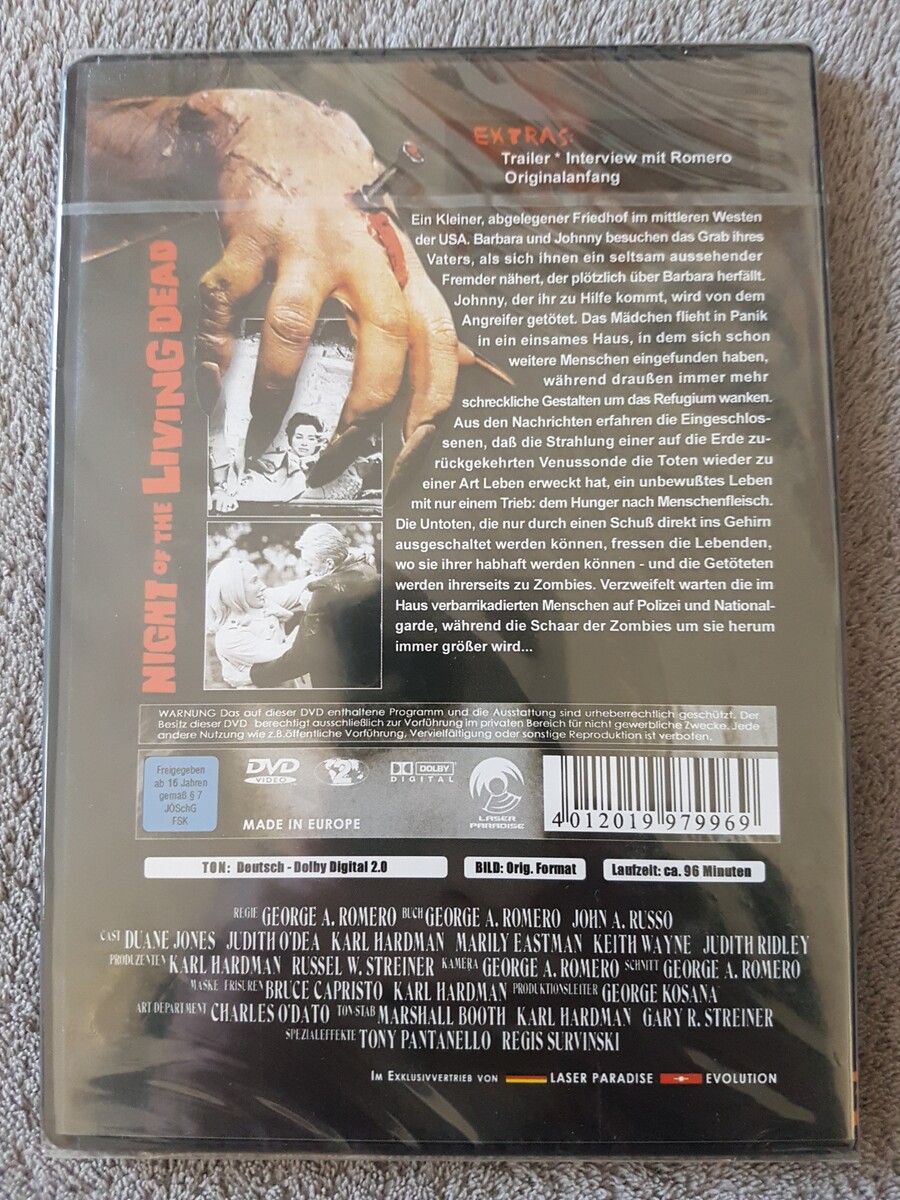 EXTRAS:
Trailer * Interview mit Romero
Originalanfang
Ein Kleiner, abgelegener Friedhof im mittleren Westen
der USA. Barbara und Johnny besuchen das Grab ihres
Vaters, als sich ihnen ein seltsam aussehender
Fremder nähert, der plötzlich über Barbara herfällt.
Johnny, der ihr zu Hilfe kommt, wird von dem
Angreifer getötet. Das Mädchen flieht in Panik
in ein einsames Haus, in dem sich schon
weitere Menschen eingefunden haben,
während draußen immer mehr
schreckliche Gestalten um das Refugium wanken.
Aus den Nachrichten erfahren die Eingeschlos-
senen, daß die Strahlung einer auf die Erde zu-
rückgekehrten Venussonde die Toten wieder zu
einer Art Leben erweckt hat, ein unbewußtes Leben
mit nur einem Trieb: dem Hunger nach Menschenfleisch.
Die Untoten, die nur durch einen Schuß direkt ins Gehirn
ausgeschaltet werden können, fressen die Lebenden,
wo sie ihrer habhaft werden können - und die Getöteten
werden ihrerseits zu Zombies. Verzweifelt warten die im
Haus verbarrikadierten Menschen auf Polizei und National-
garde, während die Schaar der Zombies um sie herum
immer größer wird...
NIGHT OF THE LIVING DEAD
WARNUNG Das auf dieser DVD enthaltene Programm und die Ausstattung sind urheberrechtlich geschützt. Der
Besitz dieser DVD berechtigt ausschließlich zur Vorführung im privaten Bereich für nicht gewerbliche Zwecke. Jede
andere Nutzung wie z.B.öffentliche Vorführung, Vervielfältigung oder sonstige Reproduktion ist verboten.
Freigegeben
ab 16 Jahren
gemäß § 7
JÖSchG
FSK
DVD
VIDEO
2
DOLBY
DIGITAL
MADE IN EUROPE
LASER
PARADISE
4 012019 979969
TON: Deutsch - Dolby Digital 2.0
BILD: Orig. Format
Laufzeit: ca. 96 Minuten
REGIE GEORGE A. ROMERO BUCH GEORGE A. ROMERO JOHN A. RUSSO
CAST DUANE JONES JUDITH O'DEA KARL HARDMAN MARILY EASTMAN KEITH WAYNE JUDITH RIDLEY
PRODUZENTEN KARL HARDMAN RUSSEL W. STREINER KAMERA GEORGE A. ROMERO SCHNITT GEORGE A. ROMERO
MASKE FRISUREN BRUCE CAPRISTO KARL HARDMAN PRODUKTIONSLEITER GEORGE KOSANA
ART DEPARTMENT CHARLES O'DATO TON-STAB MARSHALL BOOTH KARL HARDMAN GARY R. STREINER
SPEZIALEFFEKTE TONY PANTANELLO REGIS SURVINSKI
IM EXKLUSIVVERTRIEB VON LASER PARADISE EVOLUTION